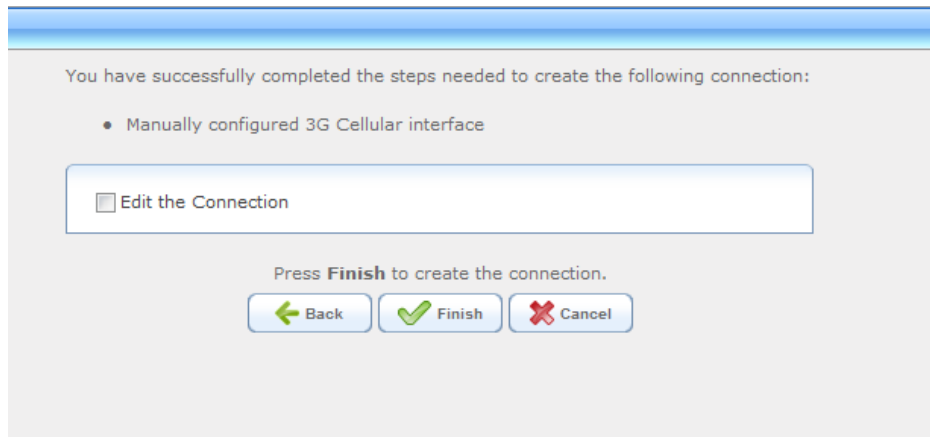 You have successfully completed the steps needed to create the following connection:
Manually configured 3G Cellular interface
Edit the Connection
Press Finish to create the connection.
Back Finish Cancel